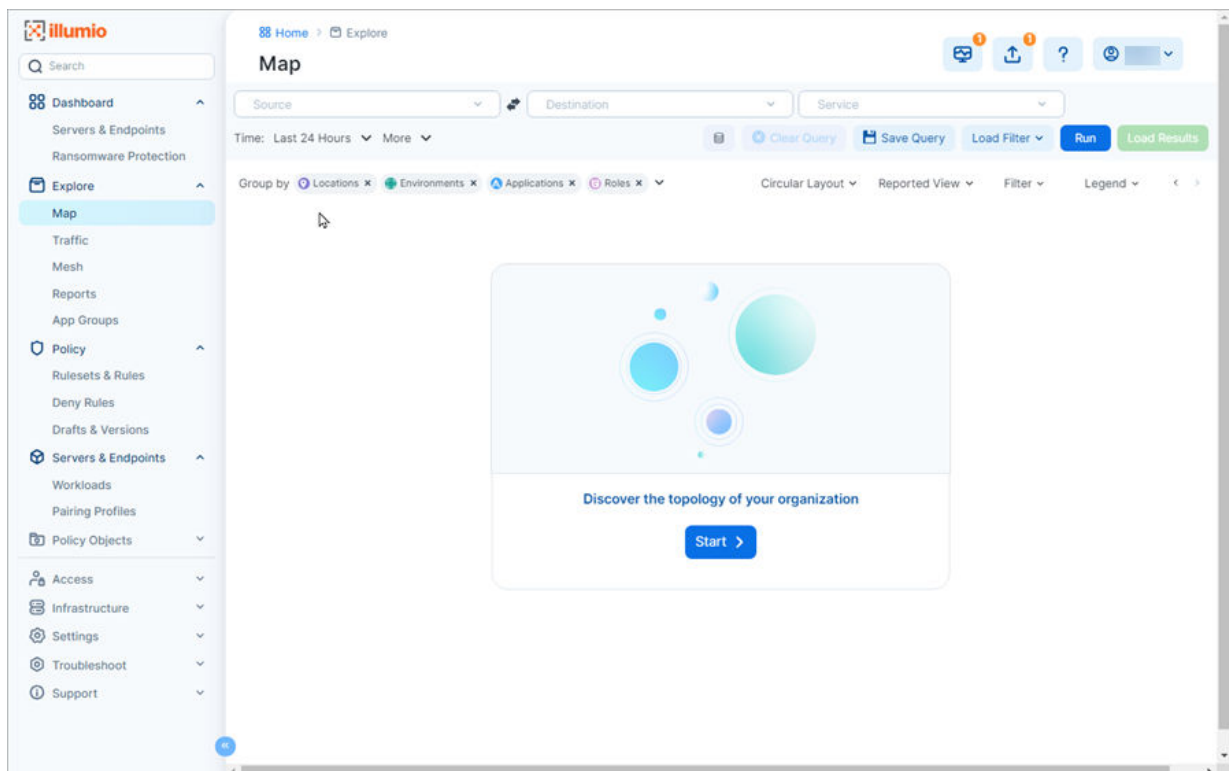 illumio
Search
Dashboard
Servers & Endpoints
Ransomware Protection
Explore
Map
Traffic
Mesh
Reports
App Groups
Policy
Rulesets & Rules
Deny Rules
Drafts & Versions
Servers & Endpoints
Workloads
Pairing Profiles
Policy Objects
Access
Infrastructure
Settings
Troubleshoot
Support
Home > Explore
Map
1 1 ?
Source Destination Service
Time: Last 24 Hours More Clear Query Save Query Load Filter Run Load Results
Group by Locations × Environments × Applications × Roles × Circular Layout Reported View Filter Legend
Discover the topology of your organization
Start